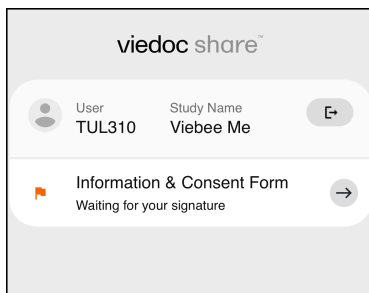 viedoc share™
User
Study Name
TUL310
Viebee Me
Information & Consent Form
Waiting for your signature